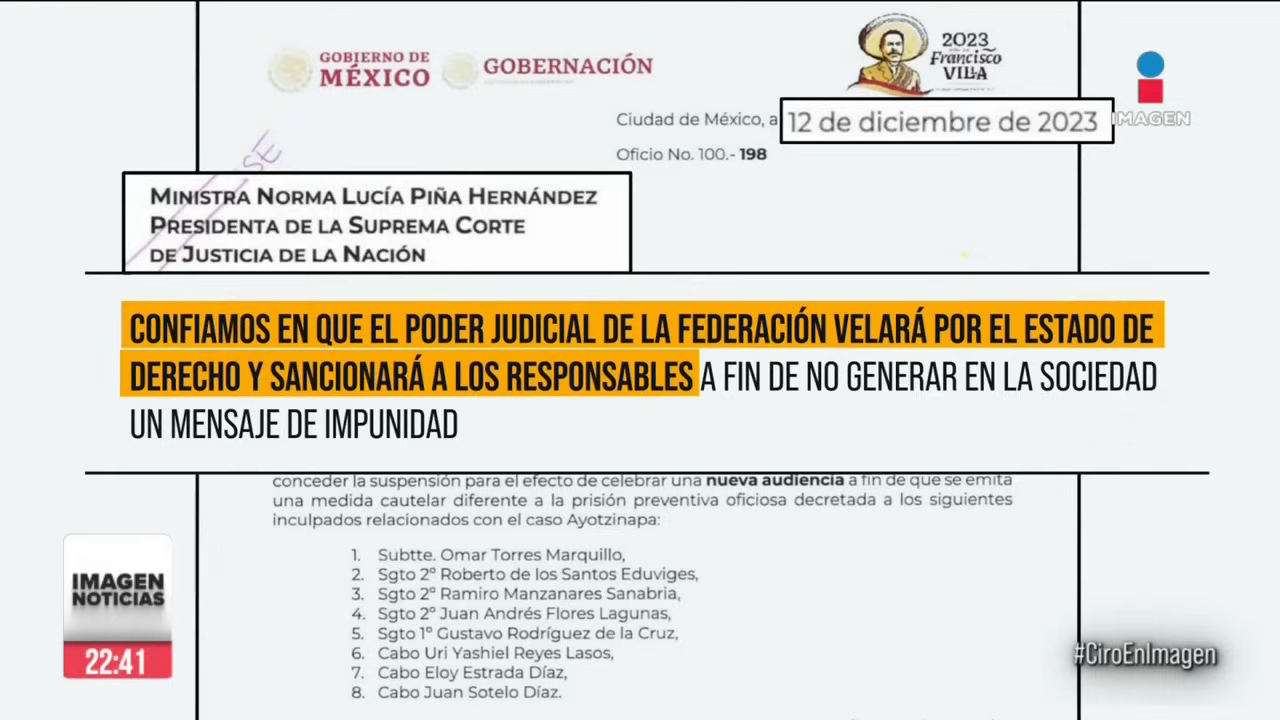 GOBIERNO DE
MÉXICO
GOBERNACIÓN
2023
Francisco
VILLA
IMAGEN
Ciudad de México, a 12 de diciembre de 2023
Oficio No. 100.- 198
MINISTRA NORMA LUCÍA PIÑA HERNÁNDEZ
PRESIDENTA DE LA SUPREMA CORTE
DE JUSTICIA DE LA NACIÓN
CONFIAMOS EN QUE EL PODER JUDICIAL DE LA FEDERACIÓN VELARÁ POR EL ESTADO DE
DERECHO Y SANCIONARÁ A LOS RESPONSABLES A FIN DE NO GENERAR EN LA SOCIEDAD
UN MENSAJE DE IMPUNIDAD
conceder la suspensión para el efecto de celebrar una nueva audiencia a fin de que se emita
una medida cautelar diferente a la prisión preventiva oficiosa decretada a los siguientes
inculpados relacionados con el caso Ayotzinapa:
1. Subtte. Omar Torres Marquillo,
2. Sgto 2º Roberto de los Santos Eduviges,
3. Sgto 2º Ramiro Manzanares Sanabria,
4. Sgto 2º Juan Andrés Flores Lagunas,
5. Sgto 1º Gustavo Rodríguez de la Cruz,
6. Cabo Uri Yashiel Reyes Lasos,
7. Cabo Eloy Estrada Díaz,
8. Cabo Juan Sotelo Díaz.
IMAGEN
NOTICIAS
22:41
#CiroEnImagen